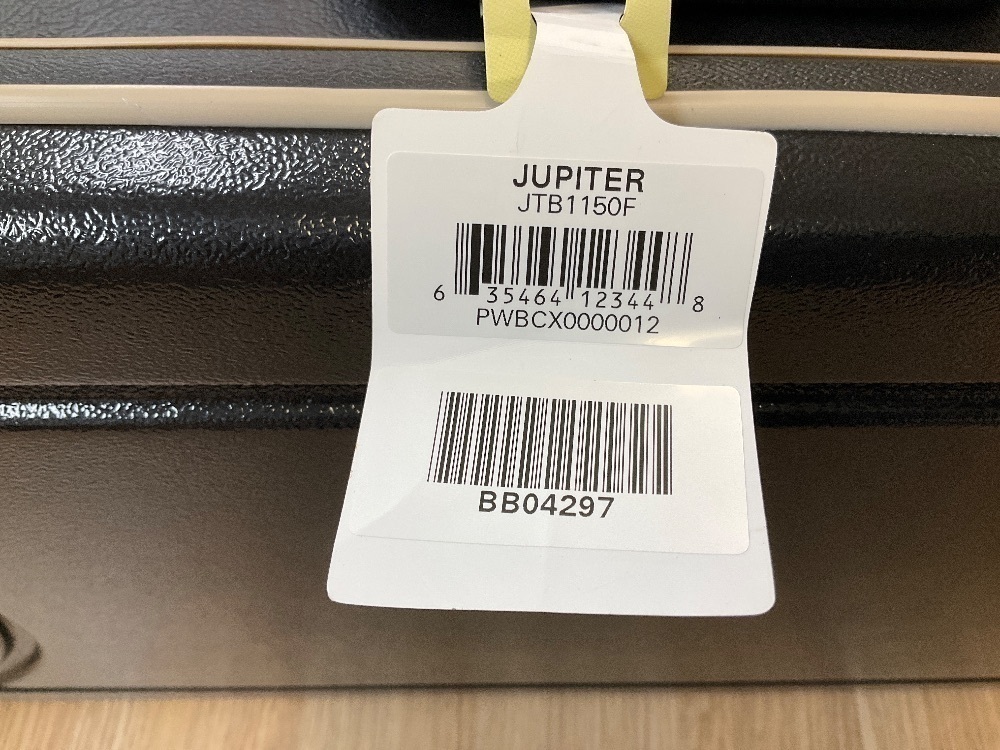 JUPITER
JTB1150F
6 35464 12344 8
PWBCX0000012
BB04297